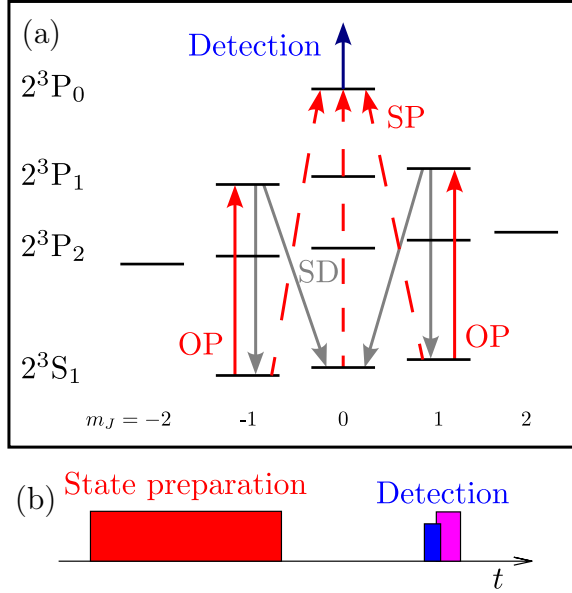 (a)
Detection
2³P₀
SP
2³P₁
2³P₂
SD
OP OP
2³S₁
m_J = −2 -1 0 1 2
(b)
State preparation Detection
t